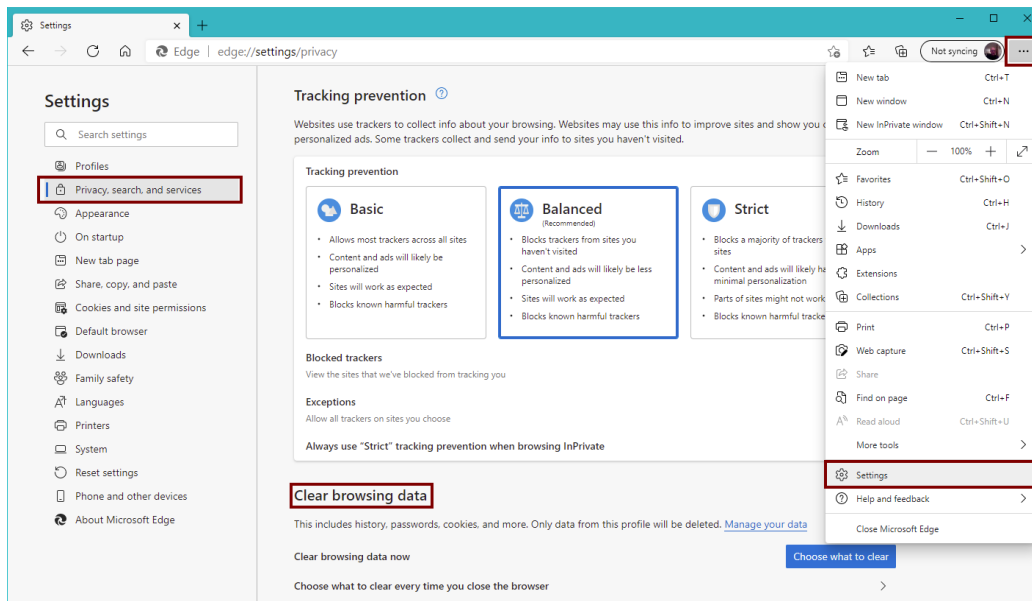 Settings
Edge | edge://settings/privacy
Not syncing
Settings
Search settings
Profiles
Privacy, search, and services
Appearance
On startup
New tab page
Share, copy, and paste
Cookies and site permissions
Default browser
Downloads
Family safety
Languages
Printers
System
Reset settings
Phone and other devices
About Microsoft Edge
Tracking prevention
Websites use trackers to collect info about your browsing. Websites may use this info to improve sites and show you
personalized ads. Some trackers collect and send your info to sites you haven't visited.
Tracking prevention
Basic
• Allows most trackers across all sites
• Content and ads will likely be
personalized
• Sites will work as expected
• Blocks known harmful trackers
Balanced
(Recommended)
• Blocks trackers from sites you
haven't visited
• Content and ads will likely be less
personalized
• Sites will work as expected
• Blocks known harmful trackers
Strict
• Blocks a majority of trackers
sites
• Content and ads will likely
minimal personalization
• Parts of sites might not work
• Blocks known harmful
Blocked trackers
View the sites that we've blocked from tracking you
Exceptions
Allow all trackers on sites you choose
Always use "Strict" tracking prevention when browsing InPrivate
Clear browsing data
This includes history, passwords, cookies, and more. Only data from this profile will be deleted. Manage your data
Clear browsing data now
Choose what to clear
Choose what to clear every time you close the browser
New tab Ctrl+T
New window Ctrl+N
New InPrivate window Ctrl+Shift+N
Zoom — 100% +
Favorites Ctrl+Shift+O
History Ctrl+H
Downloads Ctrl+J
Apps
Extensions
Collections Ctrl+Shift+Y
Print Ctrl+P
Web capture Ctrl+Shift+S
Share
Find on page Ctrl+F
Read aloud Ctrl+Shift+U
More tools
Settings
Help and feedback
Close Microsoft Edge